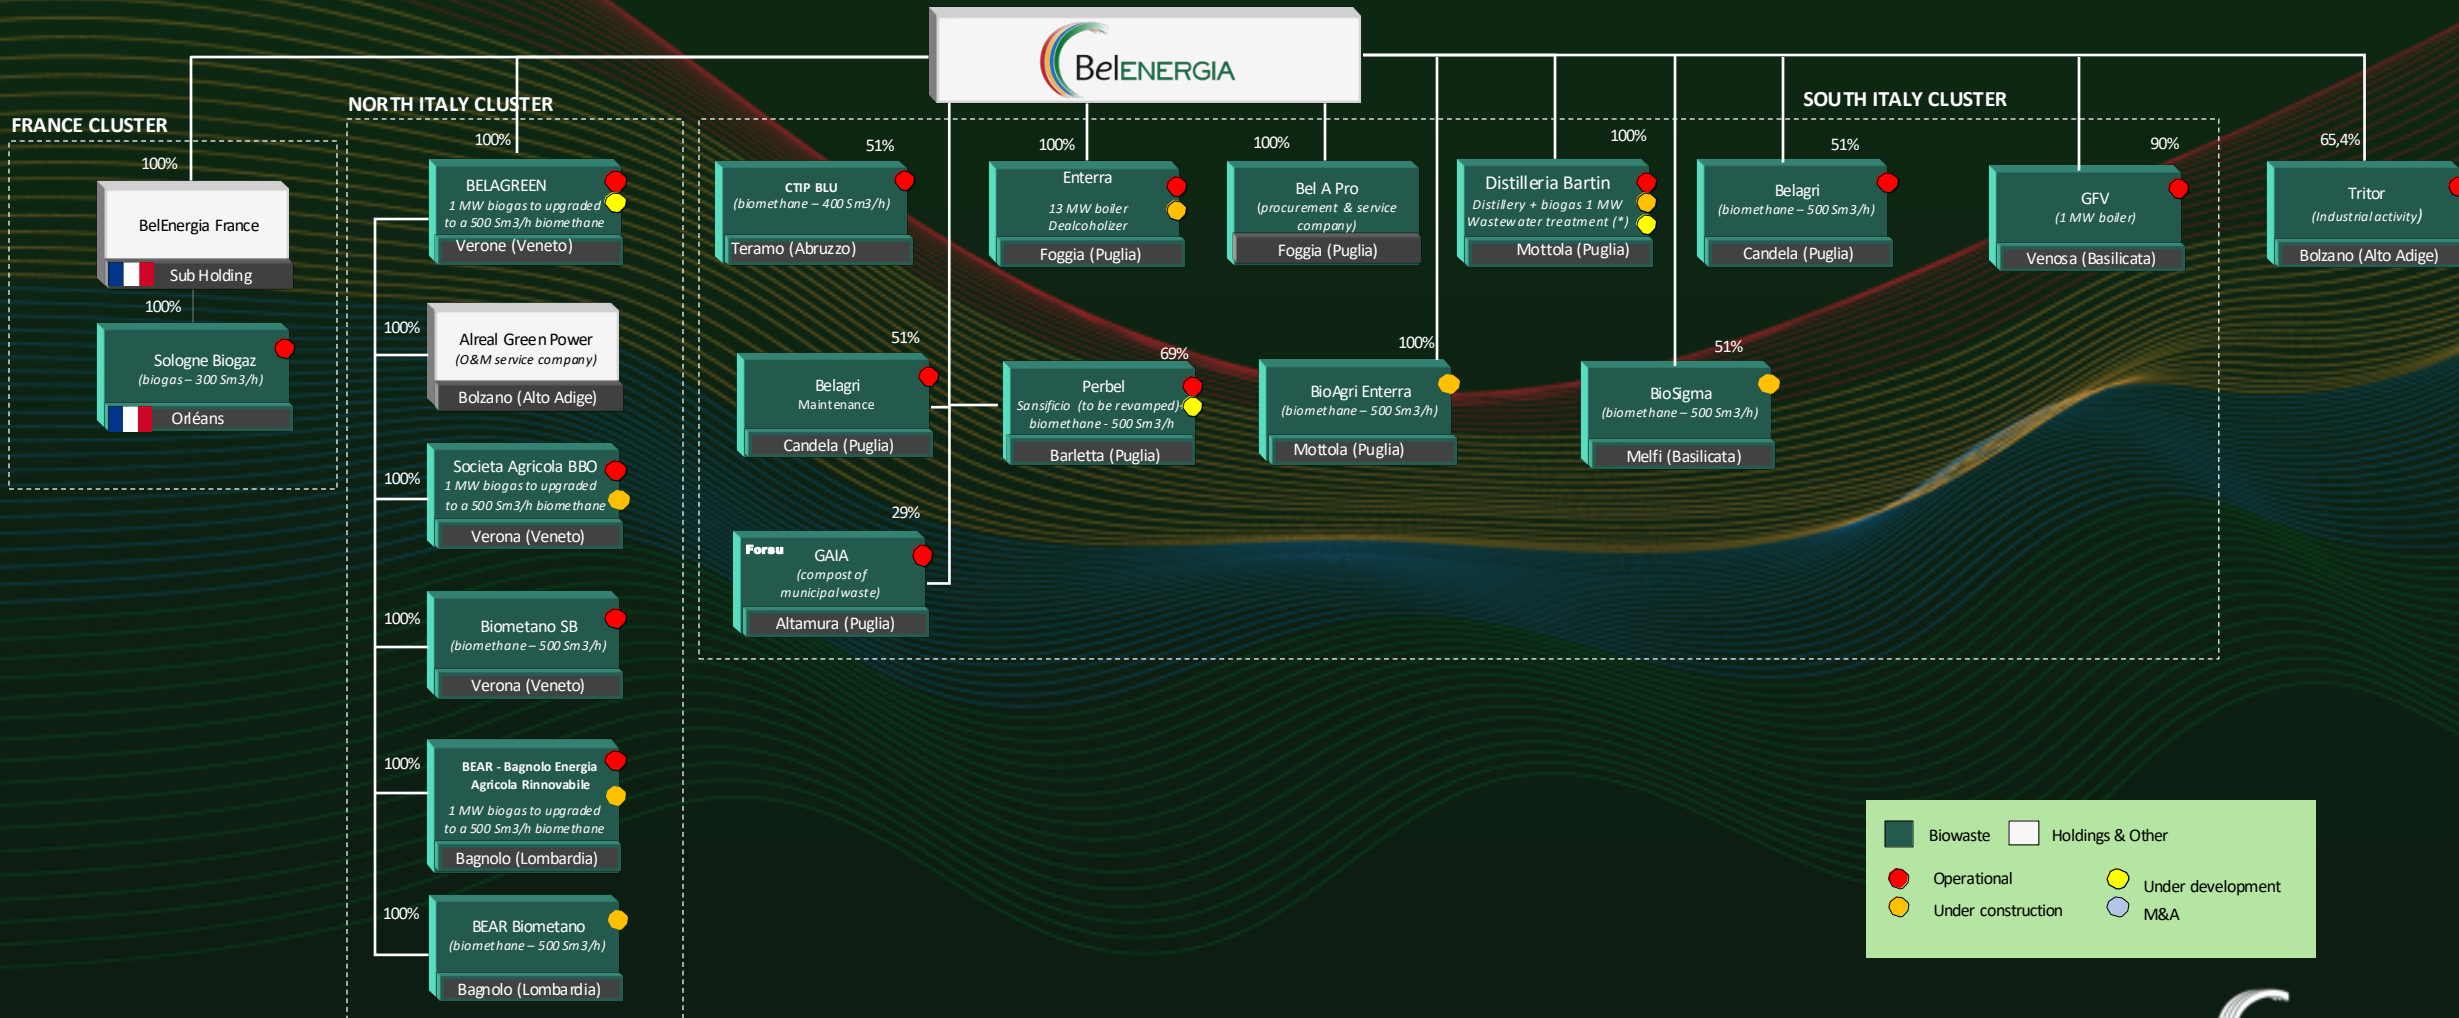 BelENERGIA
FRANCE CLUSTER
100%
BelEnergia France
Sub Holding
100%
Sologne Biogaz
(biogas – 300 Sm3/h)
Orléans
NORTH ITALY CLUSTER
100%
BELAGREEN
1 MW biogas to upgraded
to a 500 Sm3/h biomethane
Verone (Veneto)
100%
Alreal Green Power
(O&M service company)
Bolzano (Alto Adige)
100%
Societa Agricola BBO
1 MW biogas to upgraded
to a 500 Sm3/h biomethane
Verona (Veneto)
100%
Biometano SB
(biomethane – 500 Sm3/h)
Verona (Veneto)
100%
BEAR - Bagnolo Energia
Agricola Rinnovabile
1 MW biogas to upgraded
to a 500 Sm3/h biomethane
Bagnolo (Lombardia)
100%
BEAR Biometano
(biomethane – 500 Sm3/h)
Bagnolo (Lombardia)
SOUTH ITALY CLUSTER
51%
CTIP BLU
(biomethane – 400 Sm3/h)
Teramo (Abruzzo)
100%
Enterra
13 MW boiler
Dealcoholizer
Foggia (Puglia)
100%
Bel A Pro
(procurement & service
company)
Foggia (Puglia)
100%
Distilleria Bartin
Distillery + biogas 1 MW
Wastewater treatment (*)
Mottola (Puglia)
51%
Belagri
(biomethane – 500 Sm3/h)
Candela (Puglia)
90%
GFV
(1 MW boiler)
Venosa (Basilicata)
65,4%
Tritor
(Industrial activity)
Bolzano (Alto Adige)
51%
Belagri
Maintenance
Candela (Puglia)
69%
Perbel
Sansificio (to be revamped)-
biomethane - 500 Sm3/h
Barletta (Puglia)
100%
BioAgri Enterra
(biomethane – 500 Sm3/h)
Mottola (Puglia)
51%
BioSigma
(biomethane – 500 Sm3/h)
Melfi (Basilicata)
29%
Forsu
GAIA
(compost of
municipal waste)
Altamura (Puglia)
Biowaste
Holdings & Other
Operational
Under development
Under construction
M&A